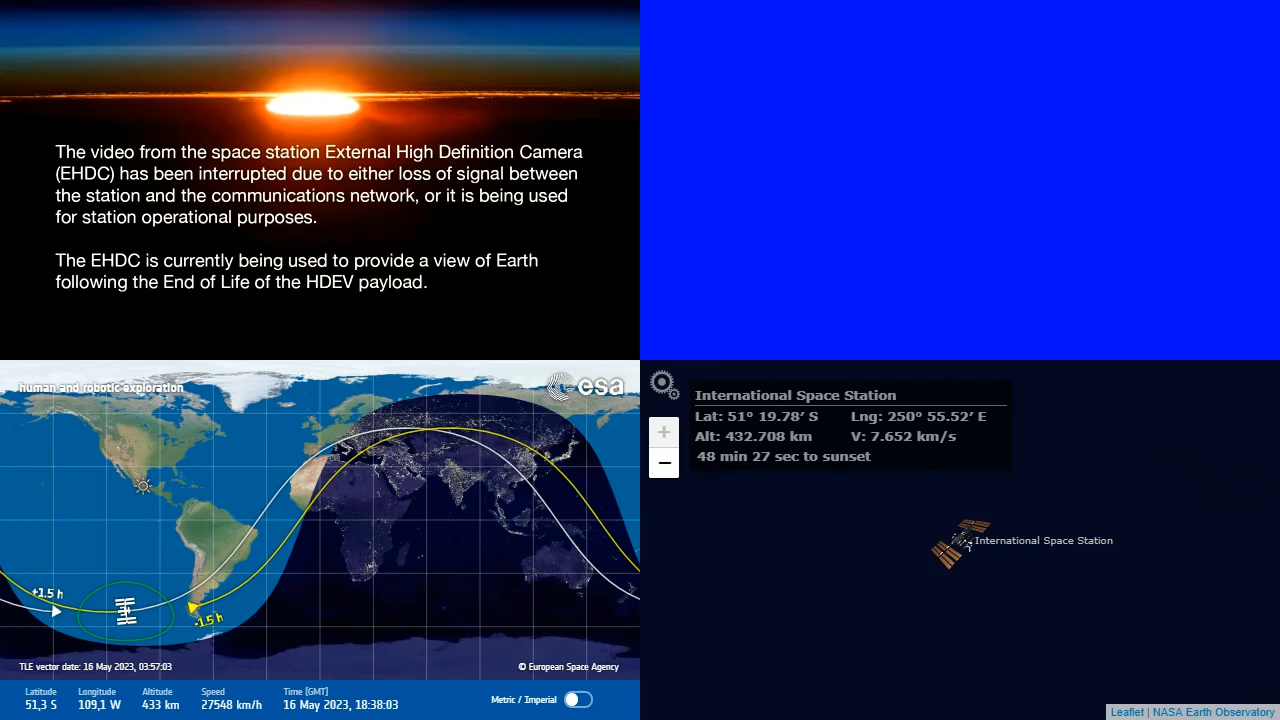 The video from the space station External High Definition Camera
(EHDC) has been interrupted due to either loss of signal between
the station and the communications network, or it is being used
for station operational purposes.
The EHDC is currently being used to provide a view of Earth
following the End of Life of the HDEV payload.
human and robotic exploration
esa
+1.5 h
-1.5 h
TLE vector date: 16 May 2023, 03:57:03
© European Space Agency
Latitude Longitude Altitude Speed Time [GMT]
51,3 S 109,1 W 433 km 27548 km/h 16 May 2023, 18:38:03
Metric / Imperial
+
−
International Space Station
Lat: 51° 19.78′ S Lng: 250° 55.52′ E
Alt: 432.708 km V: 7.652 km/s
48 min 27 sec to sunset
International Space Station
Leaflet | NASA Earth Observatory